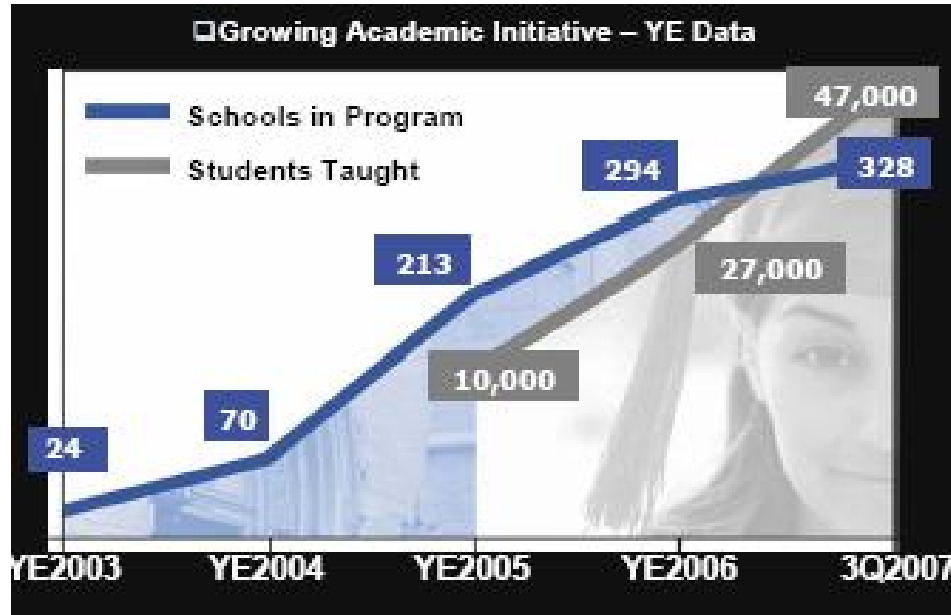 □Growing Academic Initiative – YE Data
Schools in Program
Students Taught
47,000
294
328
213
27,000
10,000
70
24
YE2003 YE2004 YE2005 YE2006 3Q2007